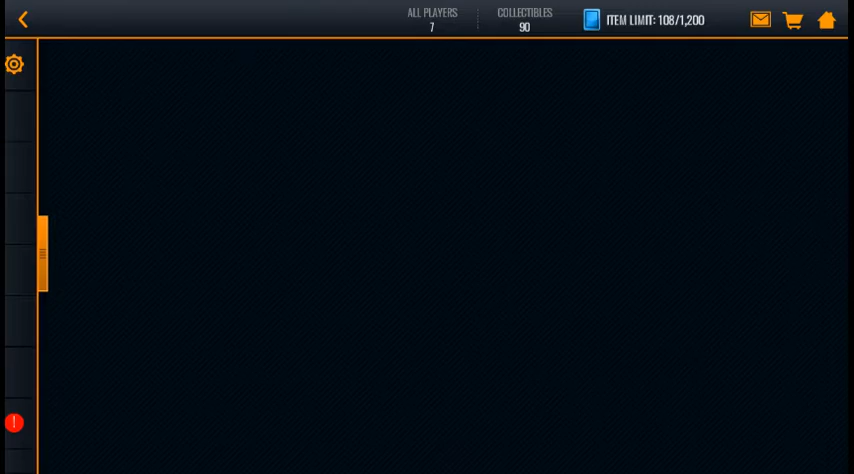 ALL PLAYERS
7
COLLECTIBLES
90
ITEM LIMIT: 108/1,200
!